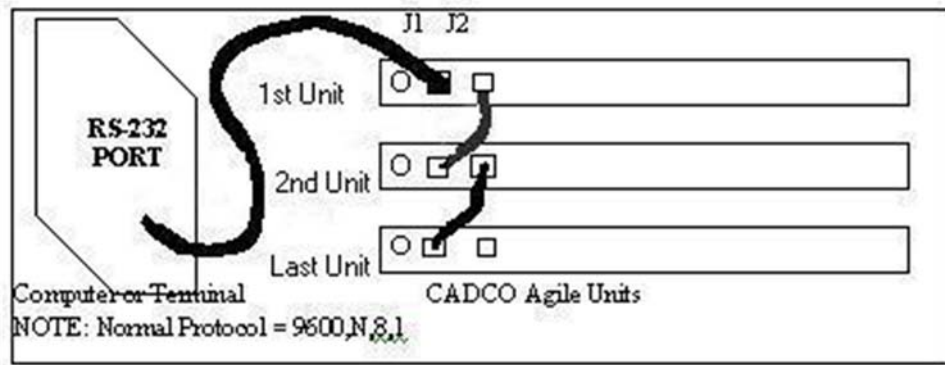 J1 J2
1st Unit
RS-232
PORT
2nd Unit
Last Unit
Computer or Terminal
CADCO Agile Units
NOTE: Normal Protocol = 9600,N,8,1